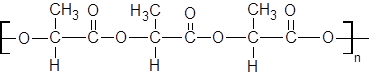 CH₃ O H₃C O CH₃ O
[ O C C O C C O C C O ]n
H H H